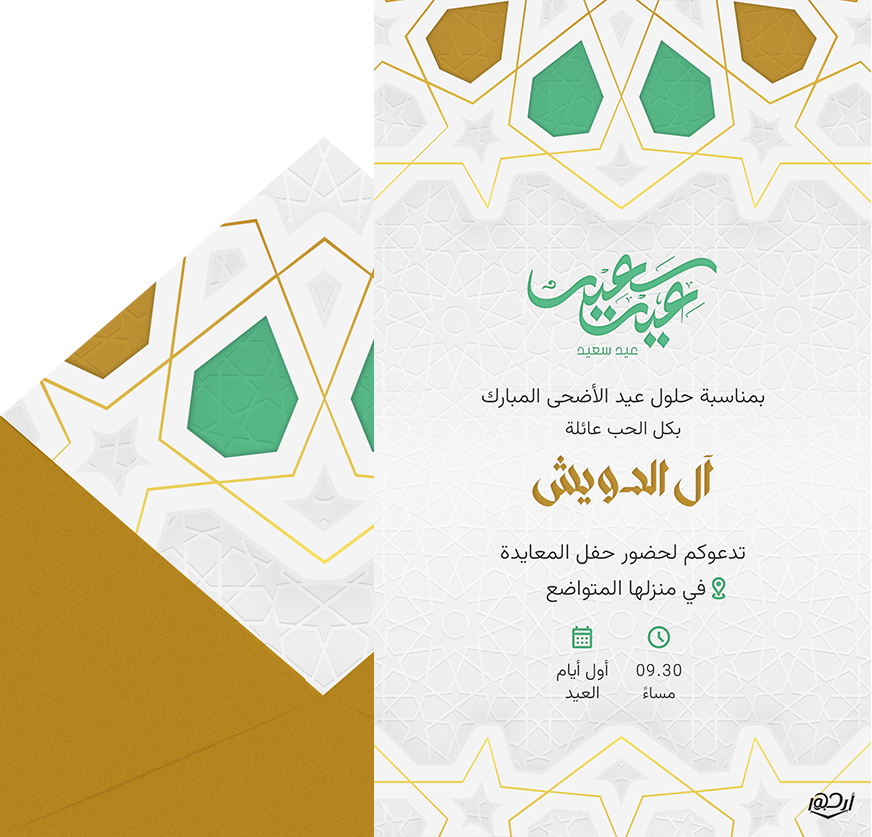 عيد سعيد
عيد سعيد
بمناسبة حلول عيد الأضحى المبارك
بكل الحب عائلة
آل الدويش
تدعوكم لحضور حفل المعايدة
في منزلها المتواضع
09.30
مساءً
أول أيام
العيد